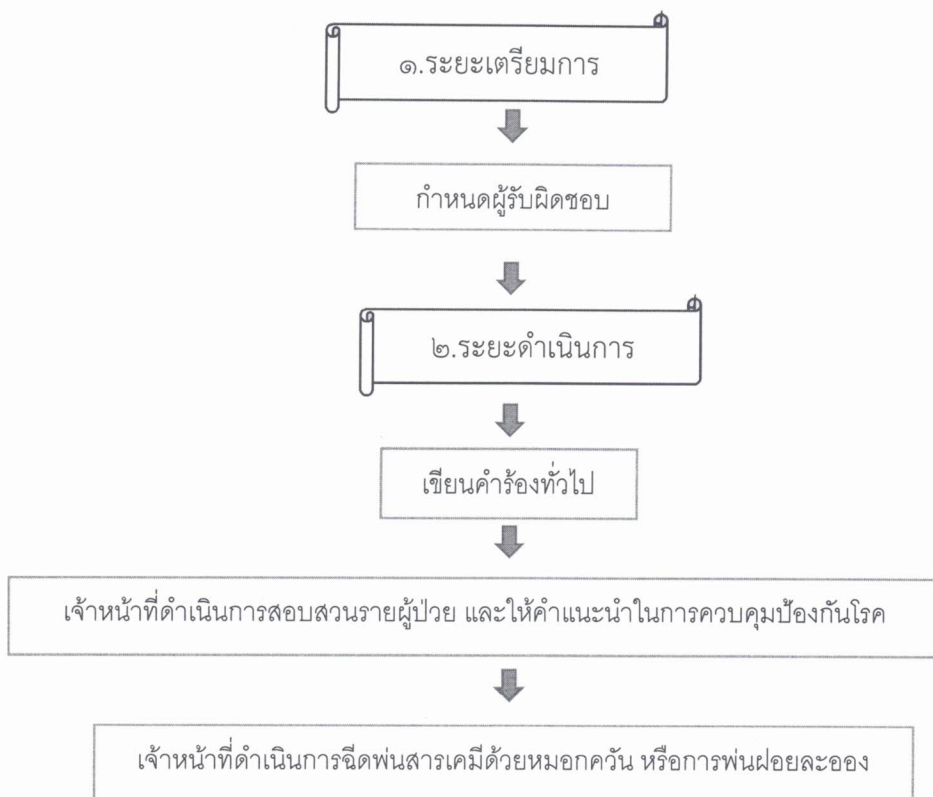 ๑.ระยะเตรียมการ
กำหนดผู้รับผิดชอบ
๒.ระยะดำเนินการ
เขียนคำร้องทั่วไป
เจ้าหน้าที่ดำเนินการสอบสวนรายผู้ป่วย และให้คำแนะนำในการควบคุมป้องกันโรค
เจ้าหน้าที่ดำเนินการฉีดพ่นสารเคมีด้วยหมอกควัน หรือการพ่นฝอยละออง